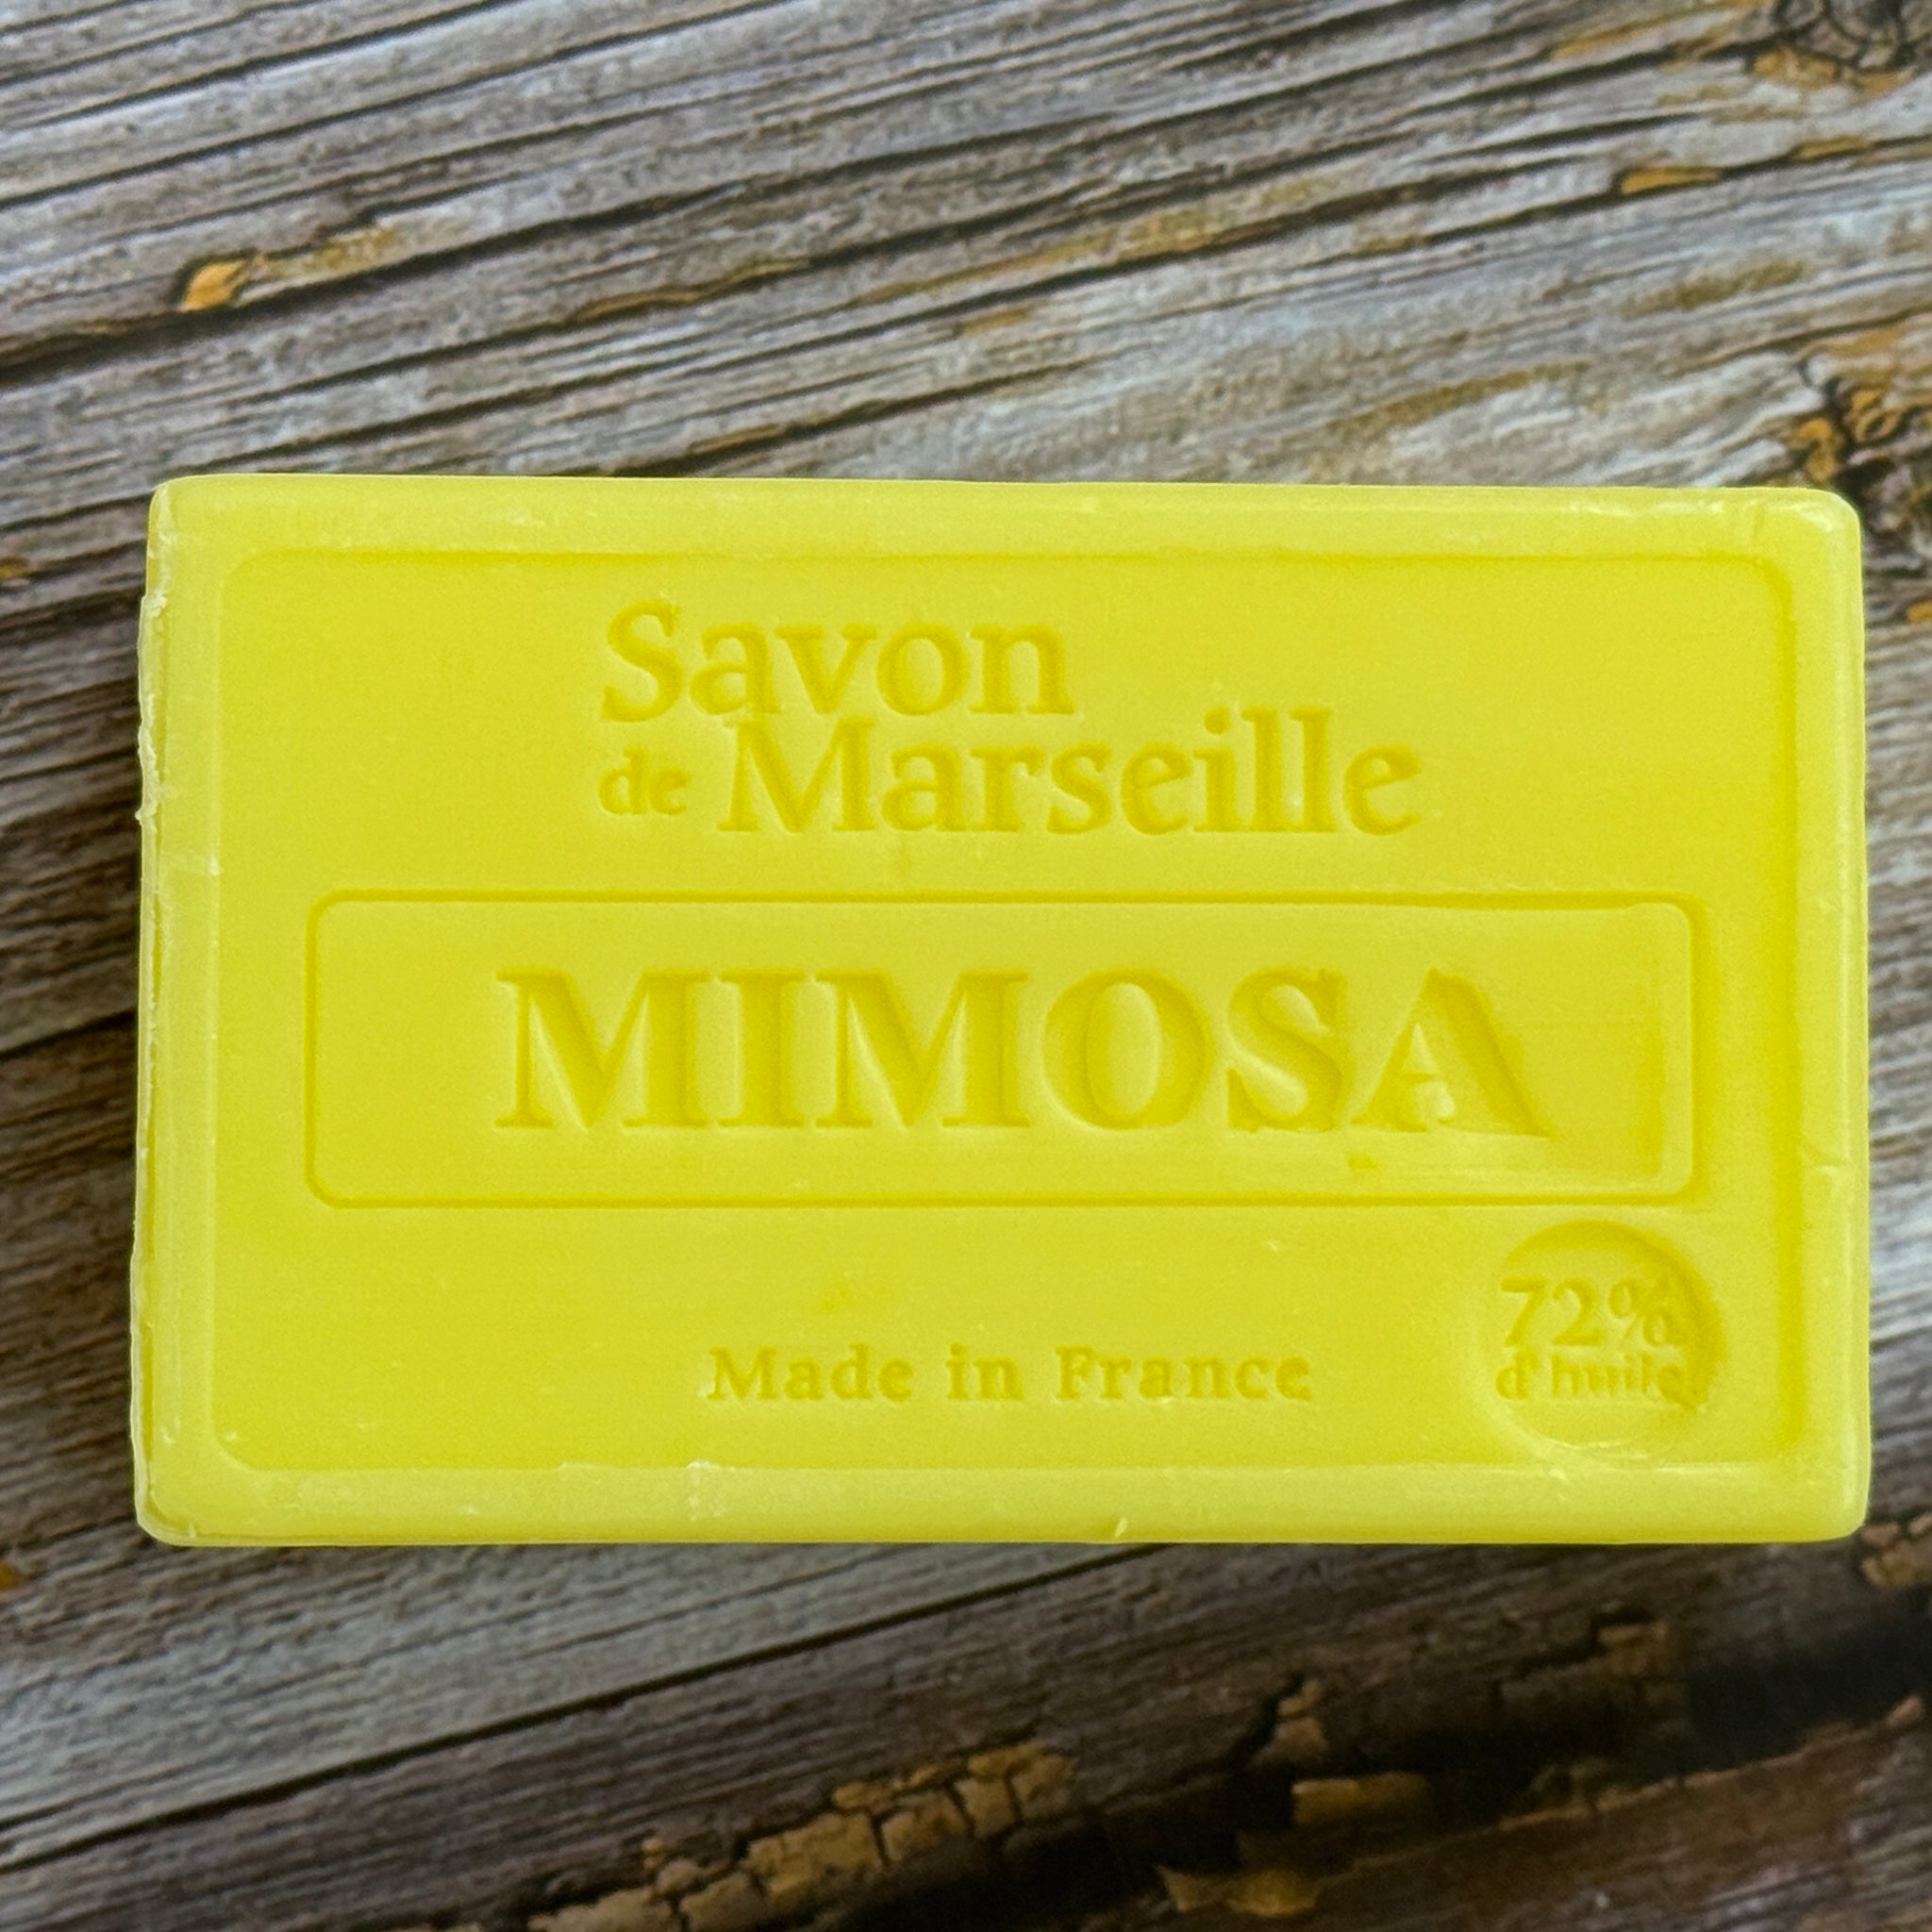 Savon
de Marseille
MIMOSA
Made in France
72%
d'huile